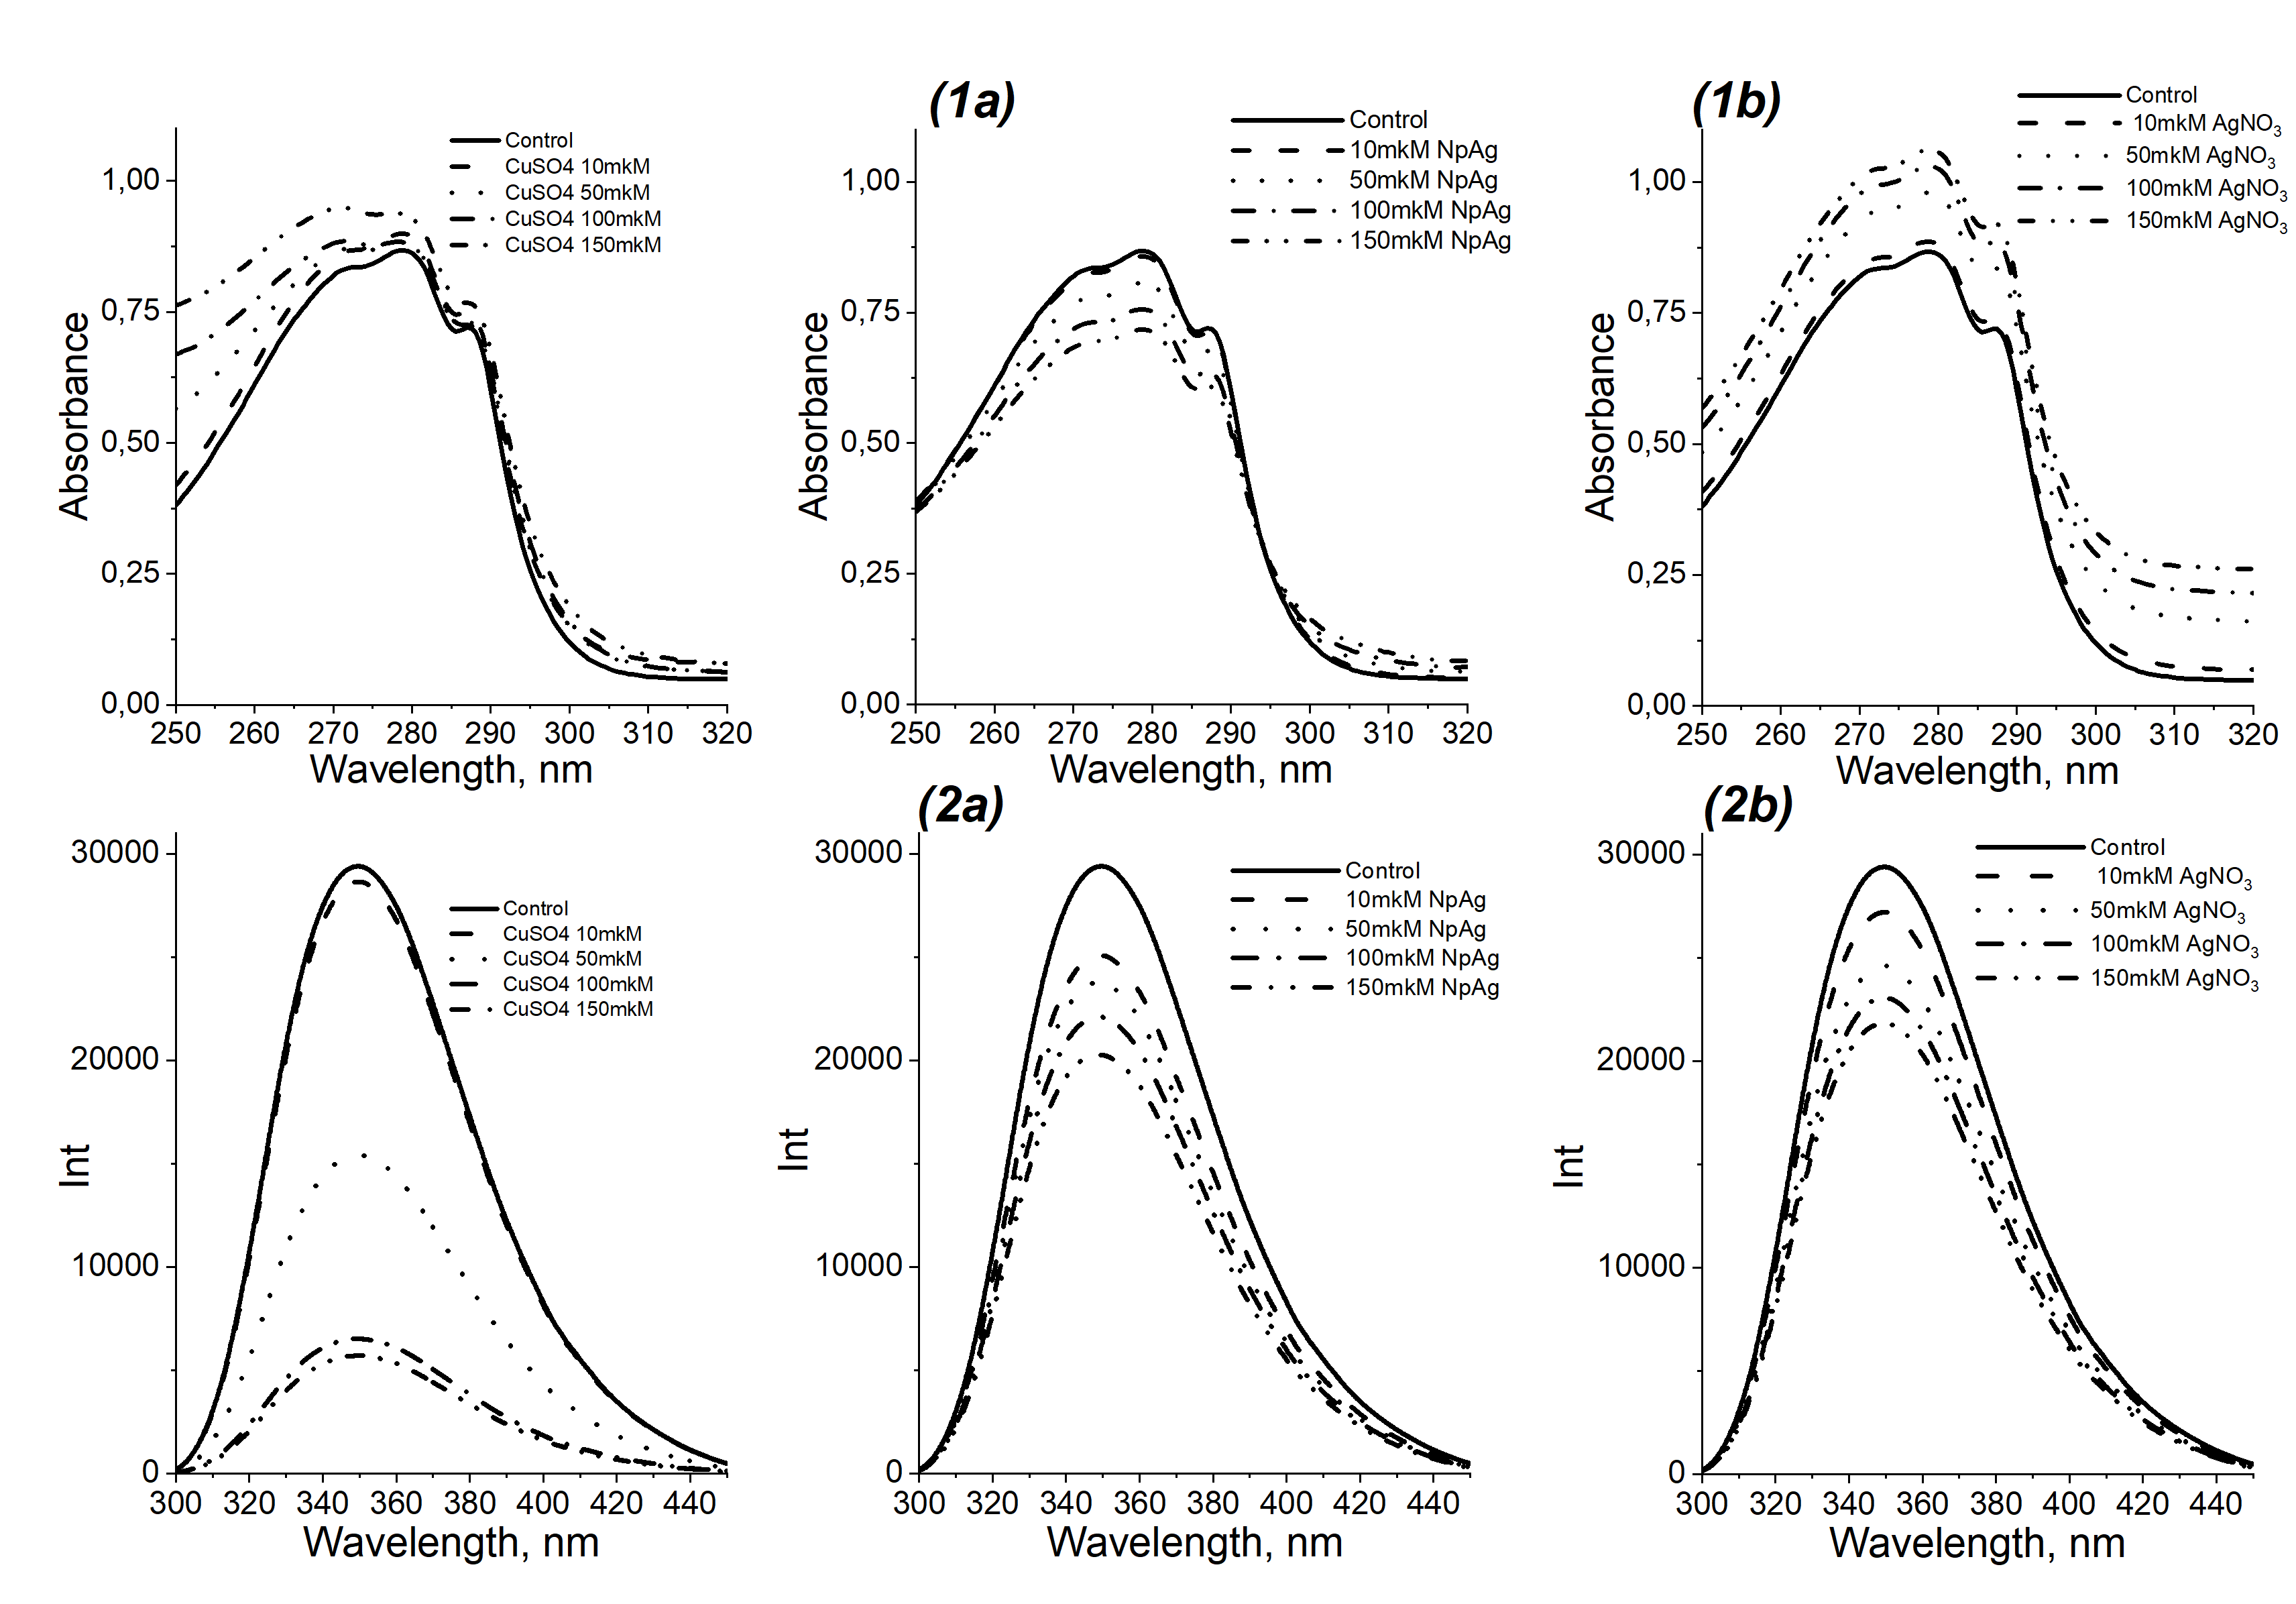 (1a)
(1b)
Control
CuSO4 10mkM
CuSO4 50mkM
CuSO4 100mkM
CuSO4 150mkM
1,00
0,75
0,50
0,25
0,00
Absorbance
250 260 270 280 290 300 310 320
Wavelength, nm
Control
10mkM NpAg
50mkM NpAg
100mkM NpAg
150mkM NpAg
1,00
0,75
0,50
0,25
0,00
Absorbance
250 260 270 280 290 300 310 320
Wavelength, nm
Control
10mkM AgNO₃
50mkM AgNO₃
100mkM AgNO₃
150mkM AgNO₃
1,00
0,75
0,50
0,25
0,00
Absorbance
250 260 270 280 290 300 310 320
Wavelength, nm
(2a)
(2b)
Control
CuSO4 10mkM
CuSO4 50mkM
CuSO4 100mkM
CuSO4 150mkM
30000
20000
10000
0
Int
300 320 340 360 380 400 420 440
Wavelength, nm
Control
10mkM NpAg
50mkM NpAg
100mkM NpAg
150mkM NpAg
30000
20000
10000
0
Int
300 320 340 360 380 400 420 440
Wavelength, nm
Control
10mkM AgNO₃
50mkM AgNO₃
100mkM AgNO₃
150mkM AgNO₃
30000
20000
10000
0
Int
300 320 340 360 380 400 420 440
Wavelength, nm